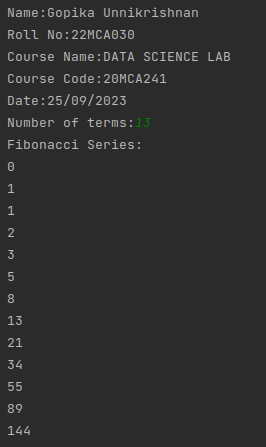 Name:Gopika Unnikrishnan
Roll No:22MCA030
Course Name:DATA SCIENCE LAB
Course Code:20MCA241
Date:25/09/2023
Number of terms:13
Fibonacci Series:
0
1
1
2
3
5
8
13
21
34
55
89
144